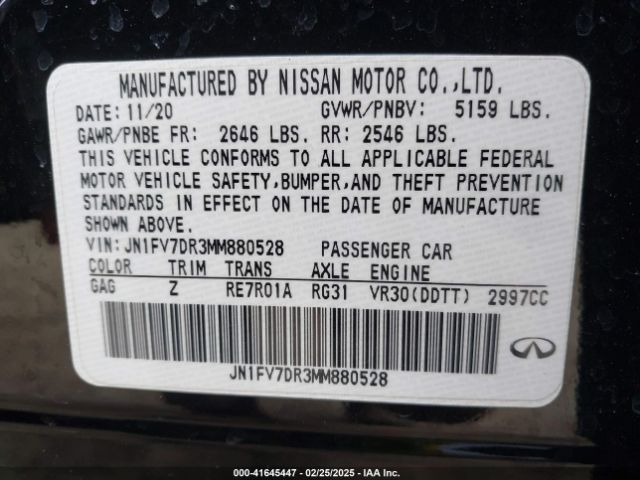 MANUFACTURED BY NISSAN MOTOR CO.,LTD.
DATE: 11/20 GVWR/PNBV: 5159 LBS.
GAWR/PNBE FR: 2646 LBS. RR: 2546 LBS.
THIS VEHICLE CONFORMS TO ALL APPLICABLE FEDERAL
MOTOR VEHICLE SAFETY,BUMPER,AND THEFT PREVENTION
STANDARDS IN EFFECT ON THE DATE OF MANUFACTURE
SHOWN ABOVE.
VIN: JN1FV7DR3MM880528 PASSENGER CAR
COLOR TRIM TRANS AXLE ENGINE
GAG Z RE7R01A RG31 VR30(DDTT) 2997CC
JN1FV7DR3MM880528
000-41645447 - 02/25/2025 - IAA Inc.